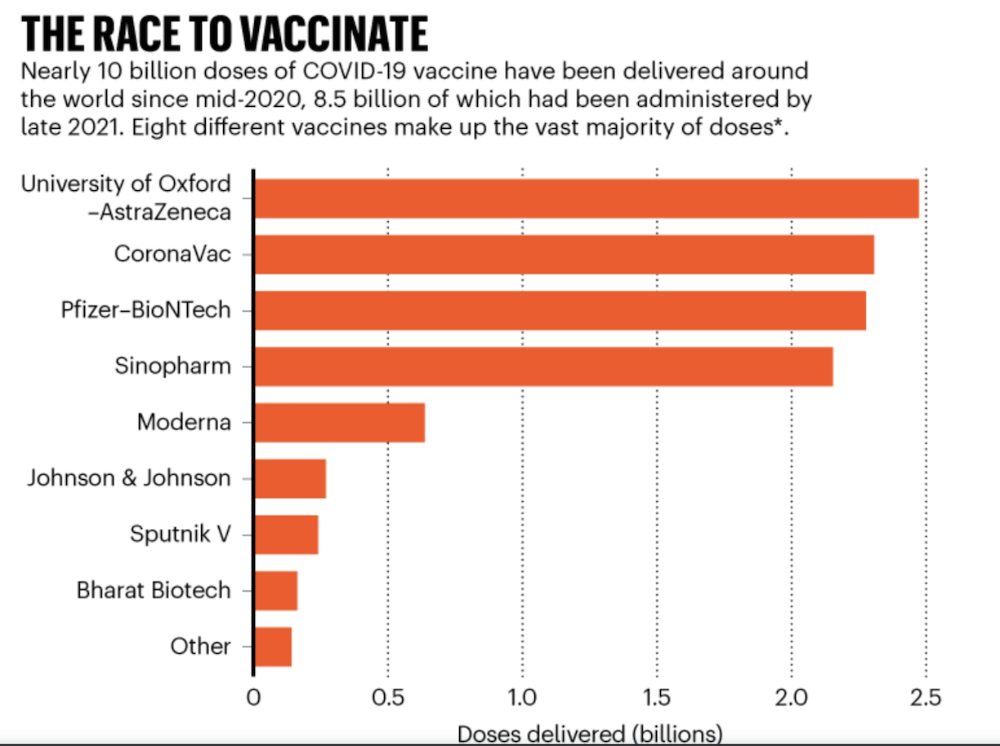 THE RACE TO VACCINATE
Nearly 10 billion doses of COVID-19 vaccine have been delivered around
the world since mid-2020, 8.5 billion of which had been administered by
late 2021. Eight different vaccines make up the vast majority of doses*.
University of Oxford
–AstraZeneca
CoronaVac
Pfizer–BioNTech
Sinopharm
Moderna
Johnson & Johnson
Sputnik V
Bharat Biotech
Other
0 0.5 1.0 1.5 2.0 2.5
Doses delivered (billions)